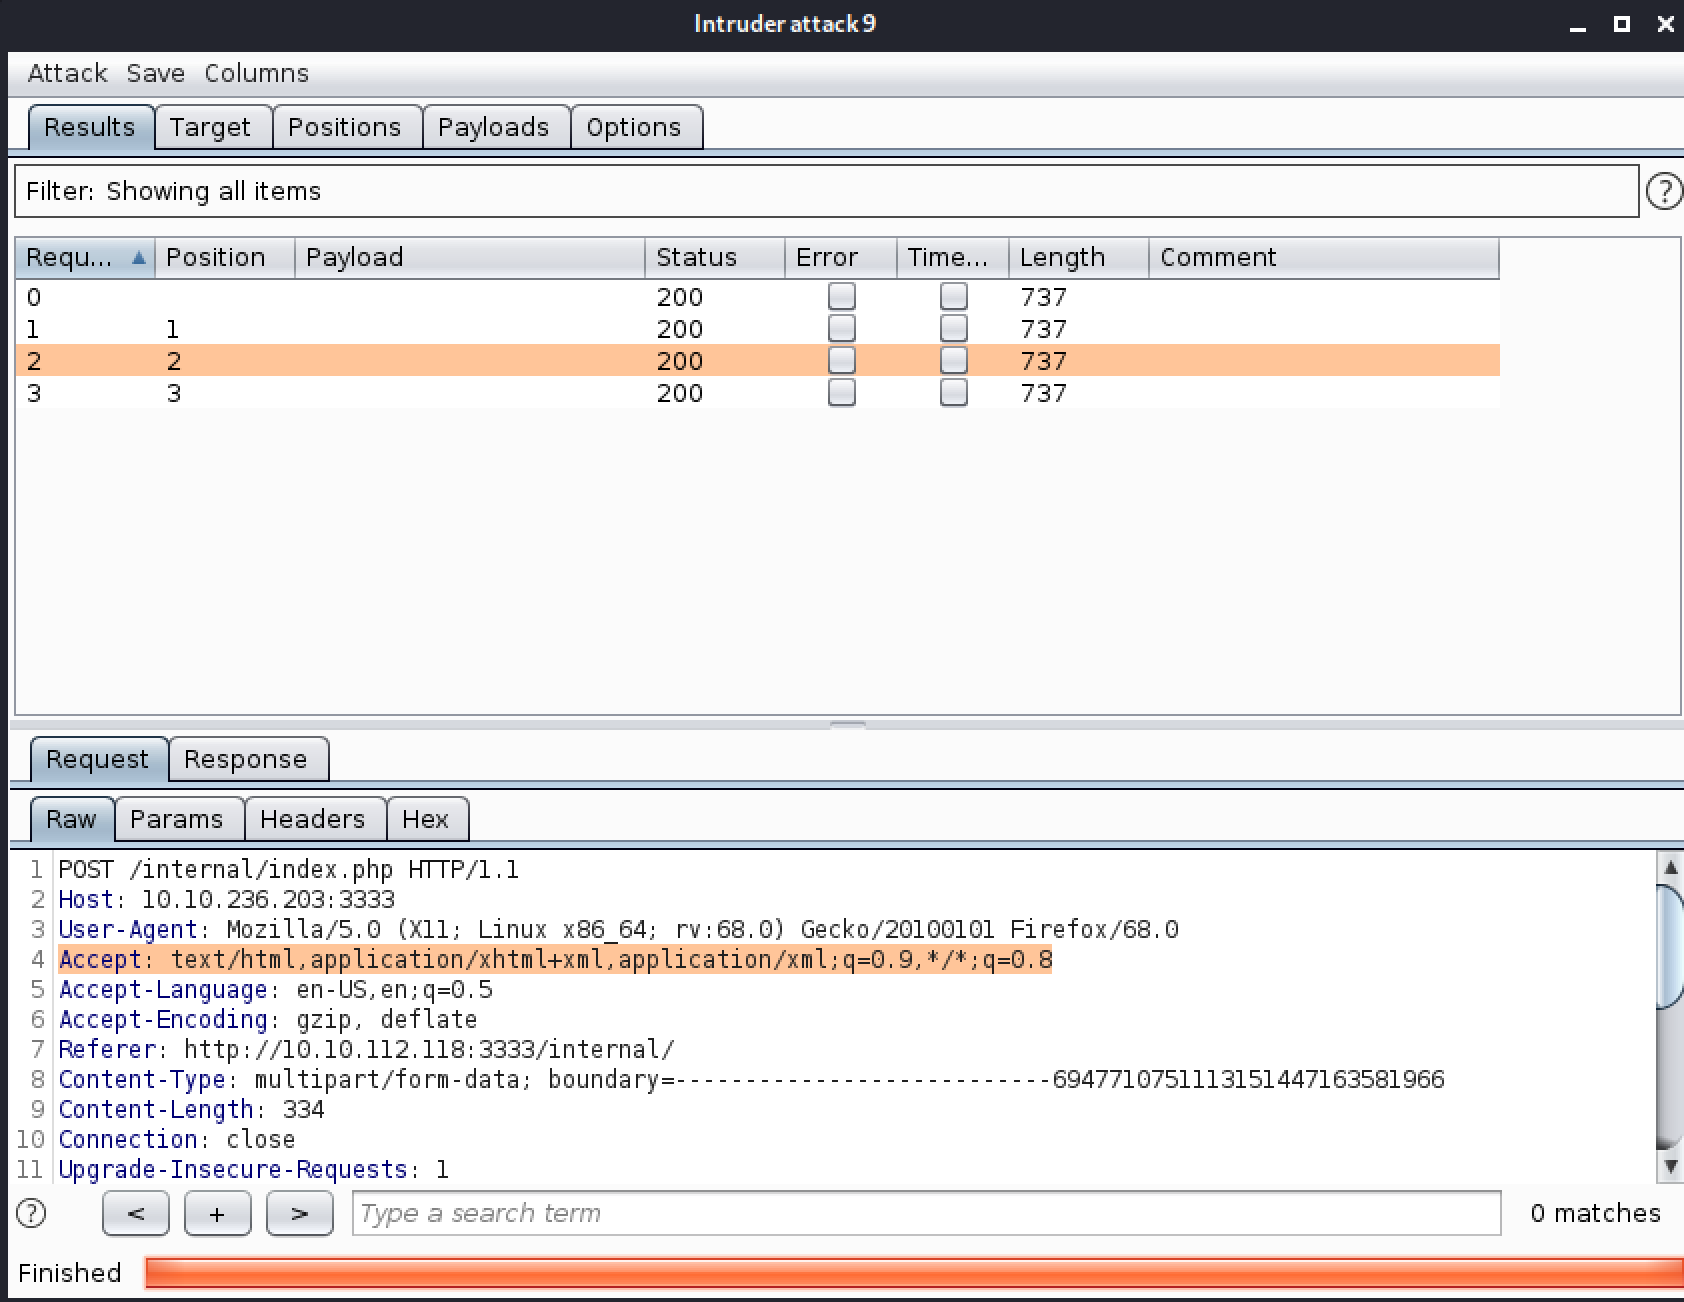 Intruder attack 9
Attack Save Columns
Results Target Positions Payloads Options
Filter: Showing all items ?
Requ... Position Payload Status Error Time... Length Comment
0 200 737
1 1 200 737
2 2 200 737
3 3 200 737
Request Response
Raw Params Headers Hex
1 POST /internal/index.php HTTP/1.1
2 Host: 10.10.236.203:3333
3 User-Agent: Mozilla/5.0 (X11; Linux x86_64; rv:68.0) Gecko/20100101 Firefox/68.0
4 Accept: text/html,application/xhtml+xml,application/xml;q=0.9,*/*;q=0.8
5 Accept-Language: en-US,en;q=0.5
6 Accept-Encoding: gzip, deflate
7 Referer: http://10.10.112.118:3333/internal/
8 Content-Type: multipart/form-data; boundary=---------------------------6947710751113151447163581966
9 Content-Length: 334
10 Connection: close
11 Upgrade-Insecure-Requests: 1
? < + > Type a search term 0 matches
Finished